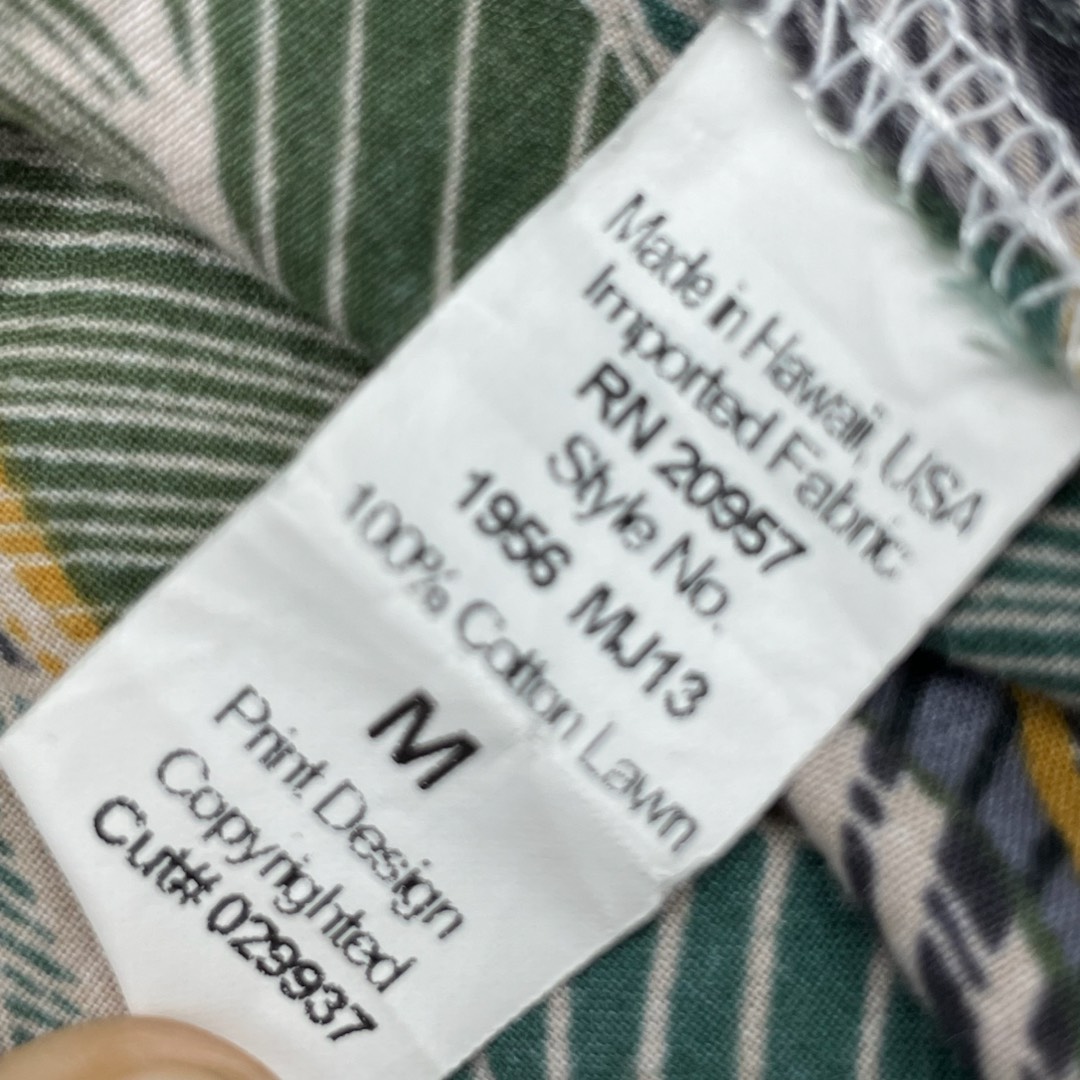 Made in Hawaii, USA
Imported Fabric
RN 20957
Style No.
1956 MJ13
100% Cotton Lawn
M
Print Design
Copyrighted
Cut# 029937